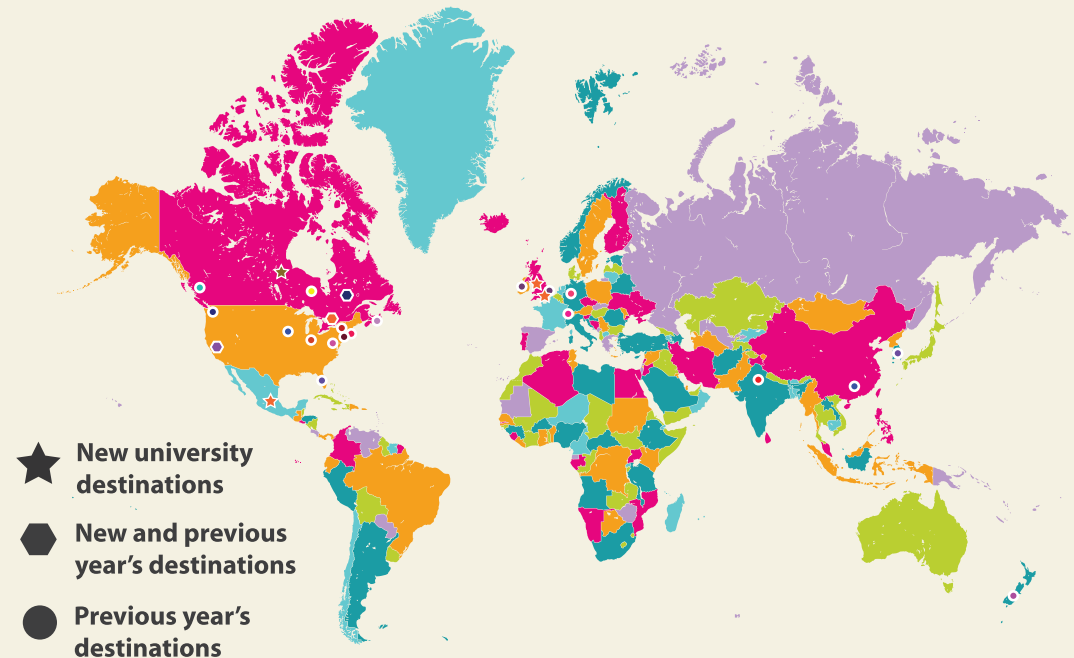 New university
destinations
New and previous
year’s destinations
Previous year’s
destinations